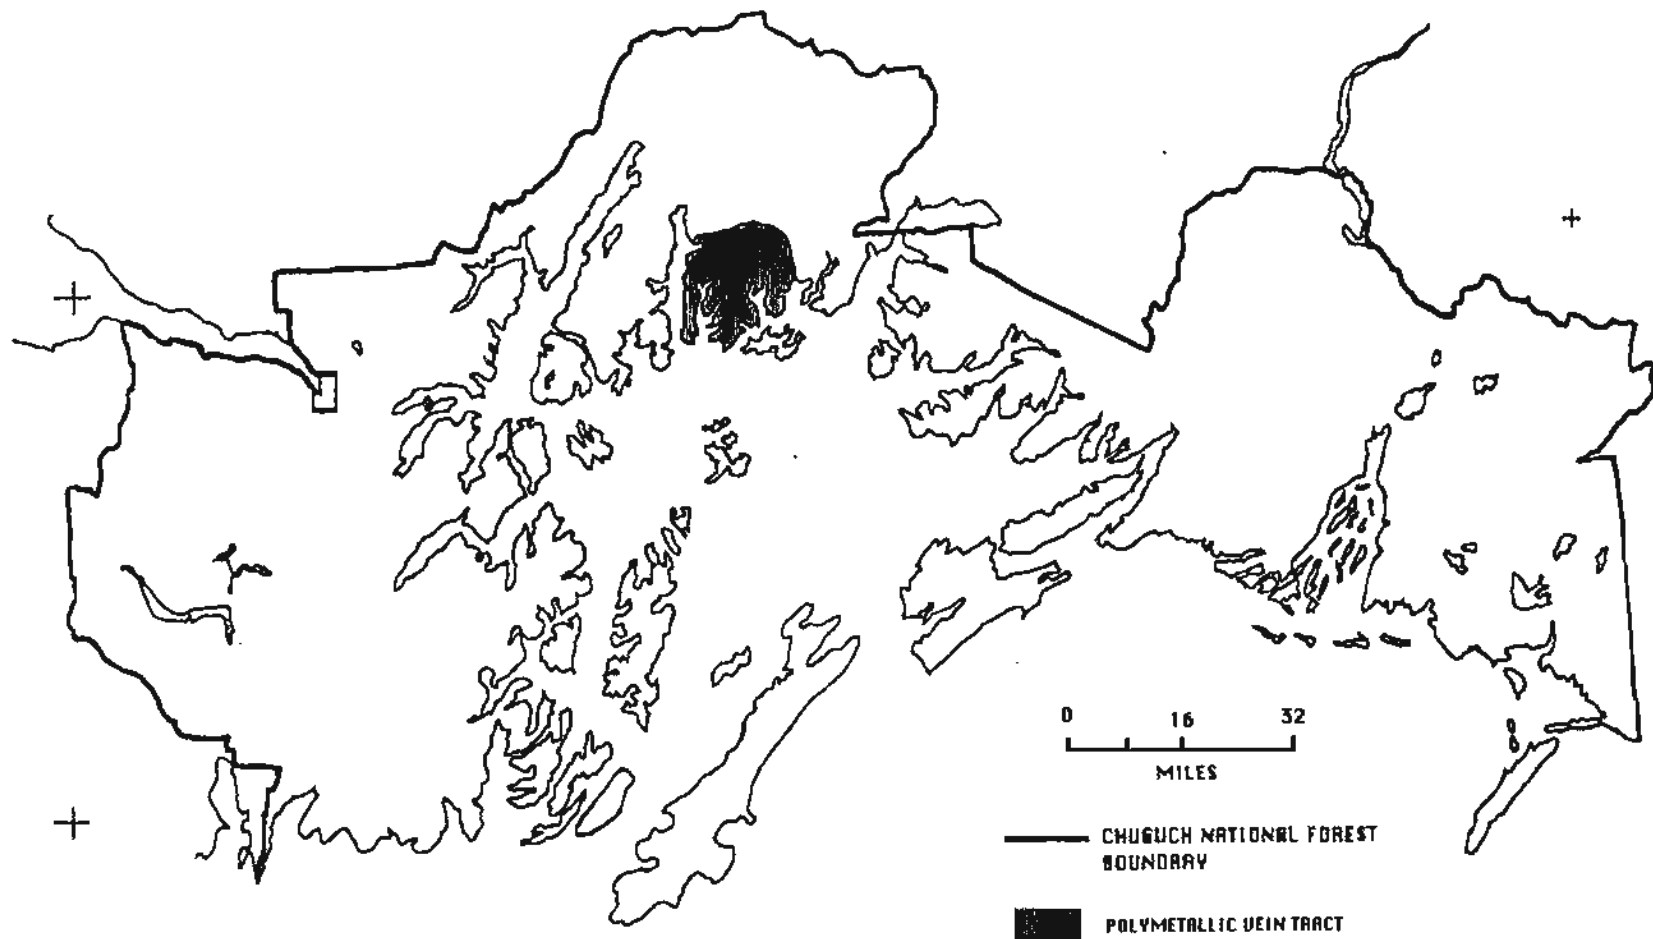 0 16 32
MILES
CHUGUCH NATIONAL FOREST
BOUNDARY
POLYMETALLIC VEIN TRACT